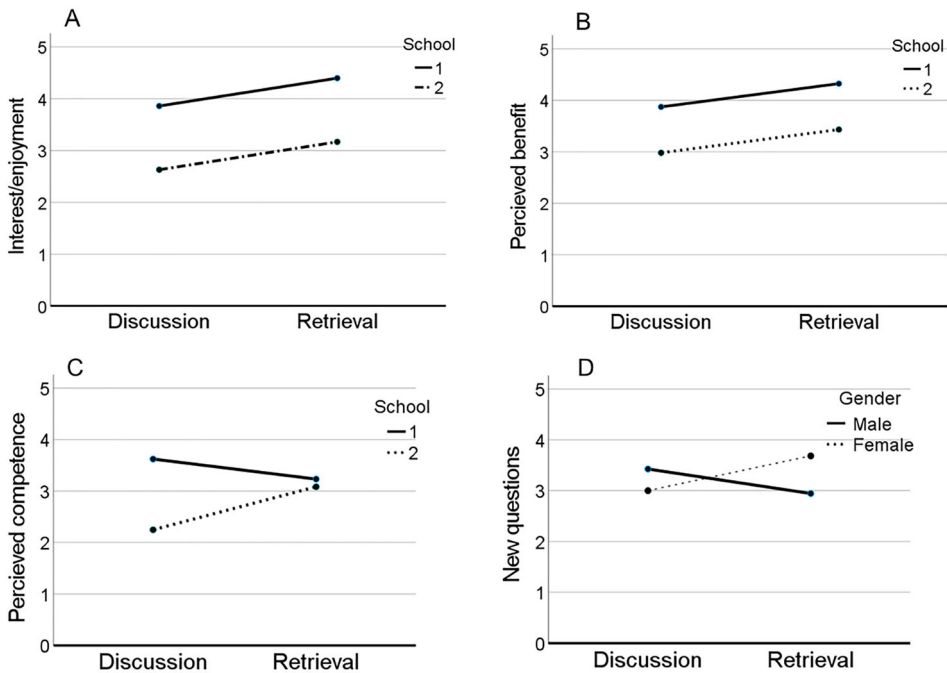 A
School
1
2
Interest/enjoyment
5
4
3
2
1
0
Discussion Retrieval
B
School
1
2
Percieved benefit
5
4
3
2
1
0
Discussion Retrieval
C
School
1
2
Percieved competence
5
4
3
2
1
0
Discussion Retrieval
D
Gender
Male
Female
New questions
5
4
3
2
1
0
Discussion Retrieval